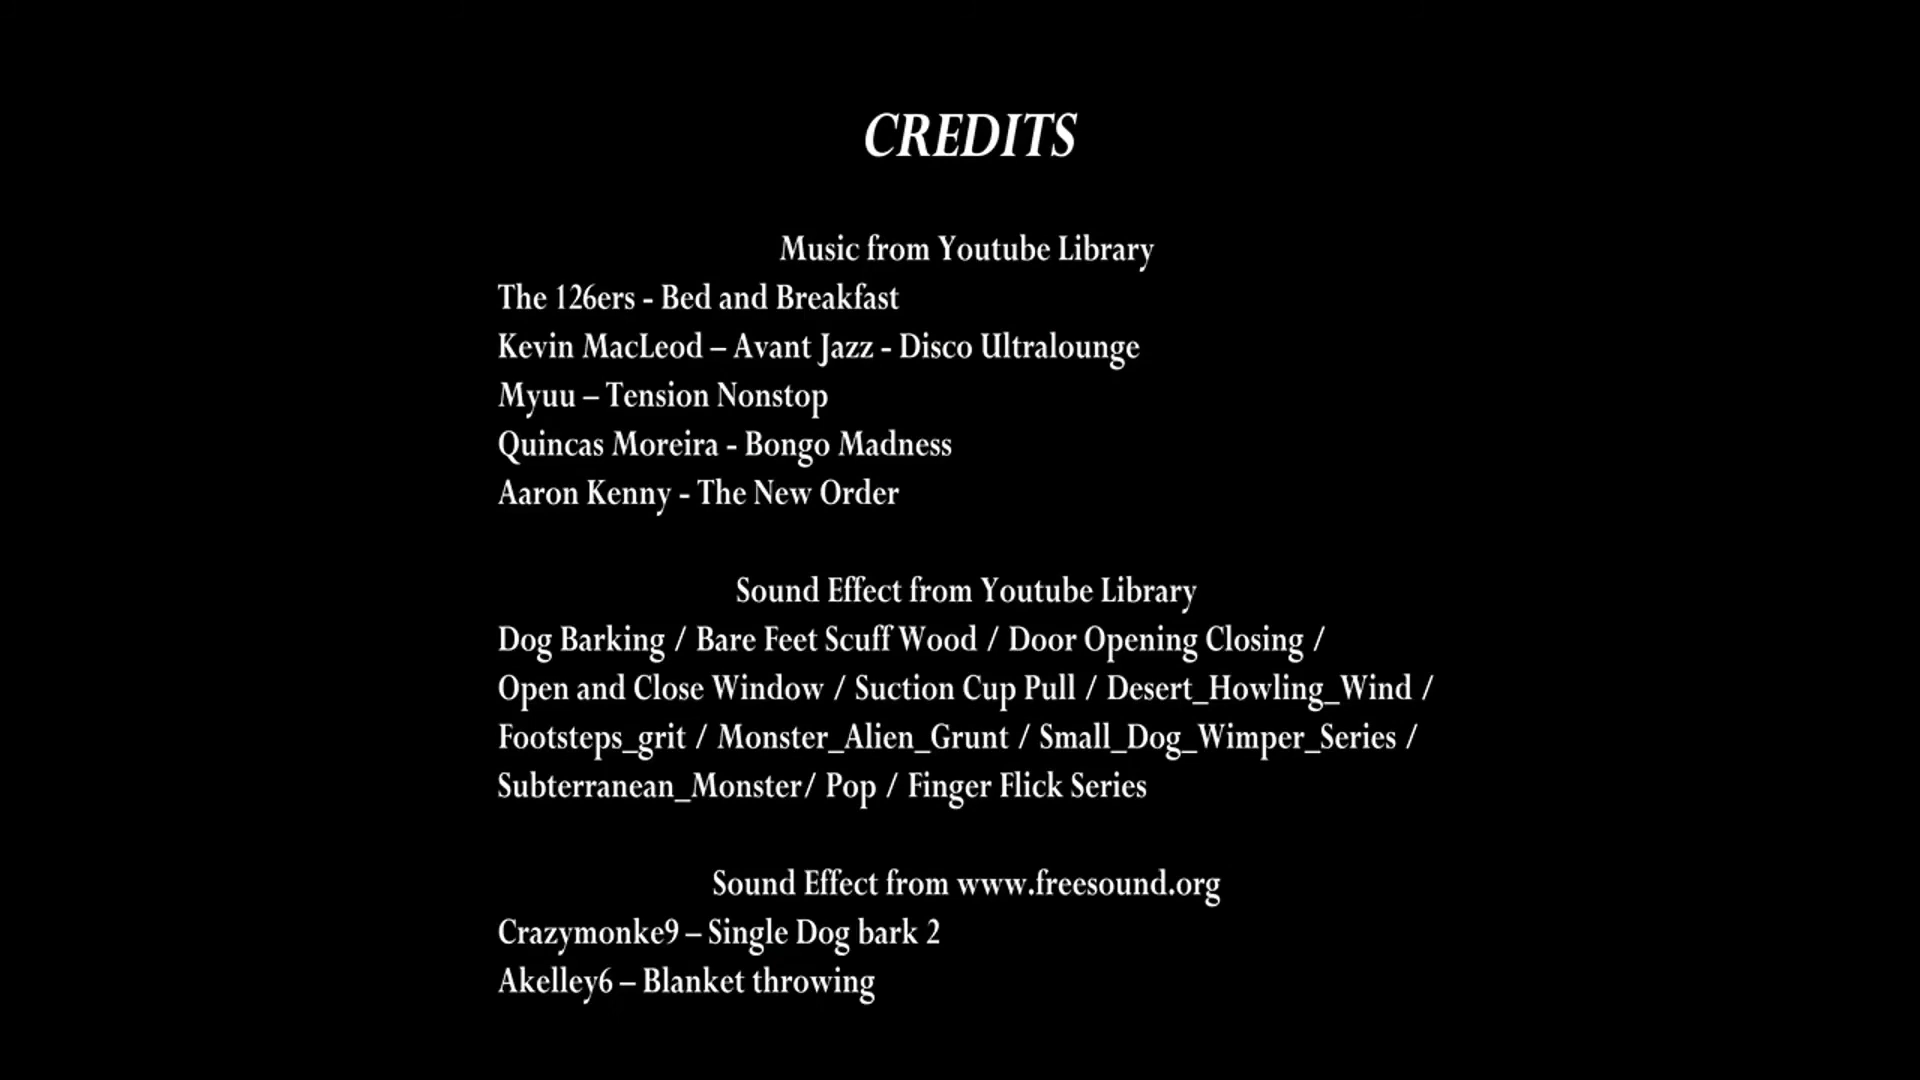 CREDITS
Music from Youtube Library
The 126ers - Bed and Breakfast
Kevin MacLeod – Avant Jazz - Disco Ultralounge
Myuu – Tension Nonstop
Quincas Moreira - Bongo Madness
Aaron Kenny - The New Order
Sound Effect from Youtube Library
Dog Barking / Bare Feet Scuff Wood / Door Opening Closing /
Open and Close Window / Suction Cup Pull / Desert_Howling_Wind /
Footsteps_grit / Monster_Alien_Grunt / Small_Dog_Wimper_Series /
Subterranean_Monster/ Pop / Finger Flick Series
Sound Effect from www.freesound.org
Crazymonke9 – Single Dog bark 2
Akelley6 – Blanket throwing